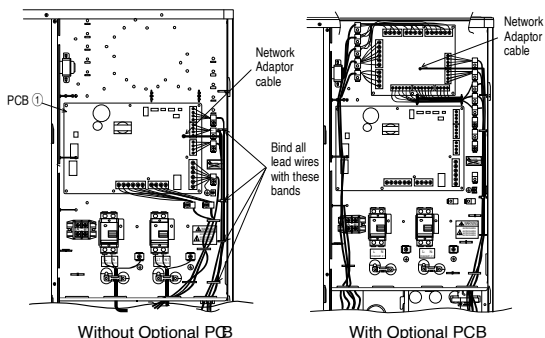 Network
Adaptor
cable
PCB ①
Bind all
lead wires
with these
bands
Without Optional PCB
Network
Adaptor
cable
With Optional PCB